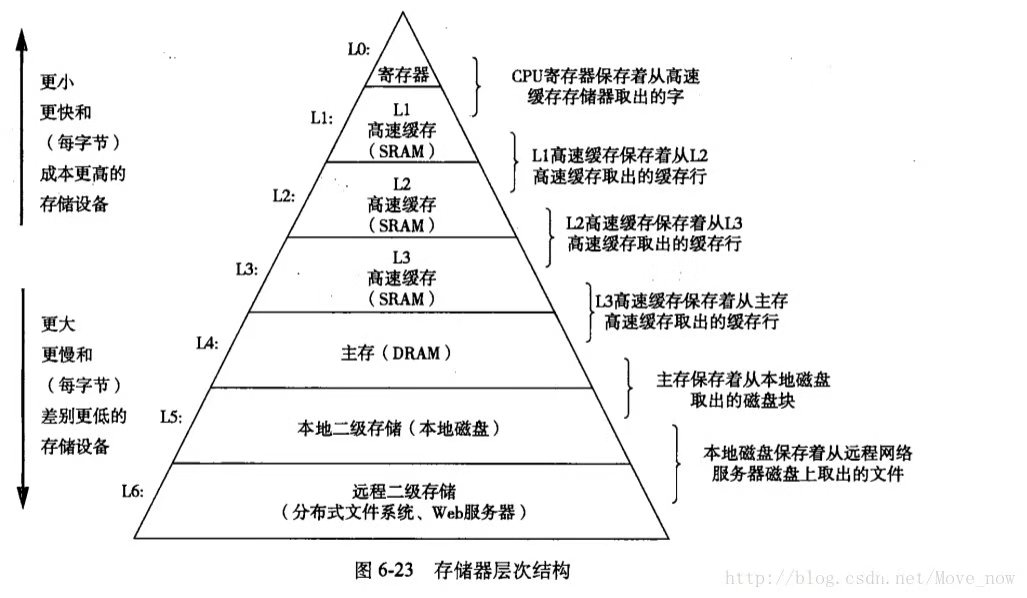 更小
更快和
(每字节)
成本更高的
存储设备
更大
更慢和
(每字节)
差别更低的
存储设备
L0:
寄存器
L1:
L1
高速缓存
(SRAM)
L2:
L2
高速缓存
(SRAM)
L3:
L3
高速缓存
(SRAM)
L4:
主存(DRAM)
L5:
本地二级存储(本地磁盘)
L6:
远程二级存储
(分布式文件系统、Web服务器)
CPU寄存器保存着从高速
缓存存储器取出的字
L1高速缓存保存着从L2
高速缓存取出的缓存行
L2高速缓存保存着从L3
高速缓存取出的缓存行
L3高速缓存保存着从主存
高速缓存取出的缓存行
主存保存着从本地磁盘
取出的磁盘块
本地磁盘保存着从远程网络
服务器磁盘上取出的文件
图 6-23 存储器层次结构
http://blog.csdn.net/Move_now